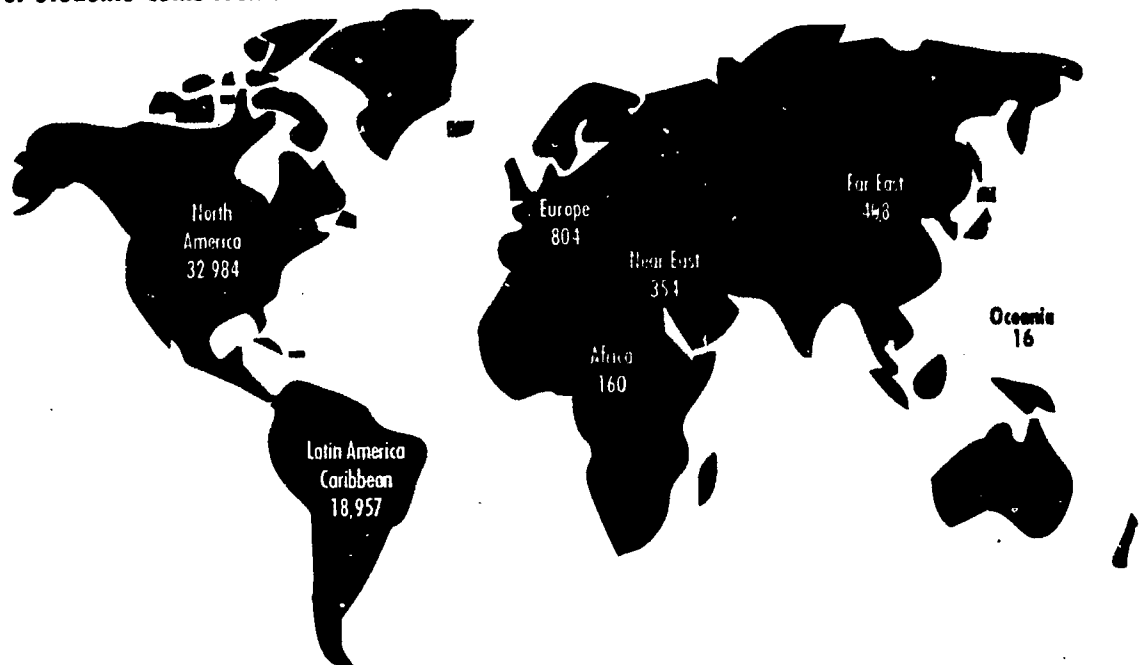 North
America
32 984
Latin America
Caribbean
18,957
Europe
804
Near East
354
Africa
160
Far East
Oceania
16